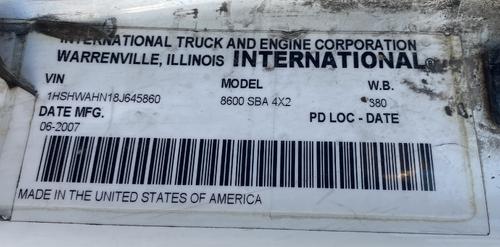 INTERNATIONAL TRUCK AND ENGINE CORPORATION
WARRENVILLE, ILLINOIS INTERNATIONAL®
VIN MODEL W.B.
1HSHWAHN18J645860 8600 SBA 4X2 380
DATE MFG. PD LOC - DATE
06-2007
MADE IN THE UNITED STATES OF AMERICA